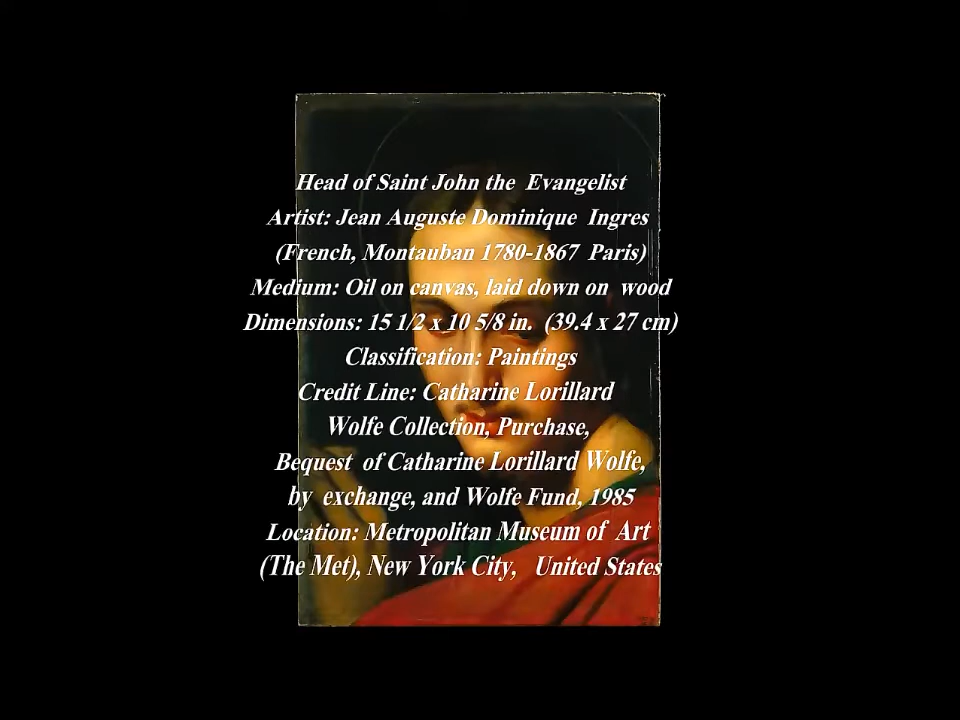 Head of Saint John the Evangelist
Artist: Jean Auguste Dominique Ingres
(French, Montauban 1780-1867 Paris)
Medium: Oil on canvas, laid down on wood
Dimensions: 15 1/2 x 10 5/8 in. (39.4 x 27 cm)
Classification: Paintings
Credit Line: Catharine Lorillard
Wolfe Collection, Purchase,
Bequest of Catharine Lorillard Wolfe,
by exchange, and Wolfe Fund, 1985
Location: Metropolitan Museum of Art
(The Met), New York City, United States